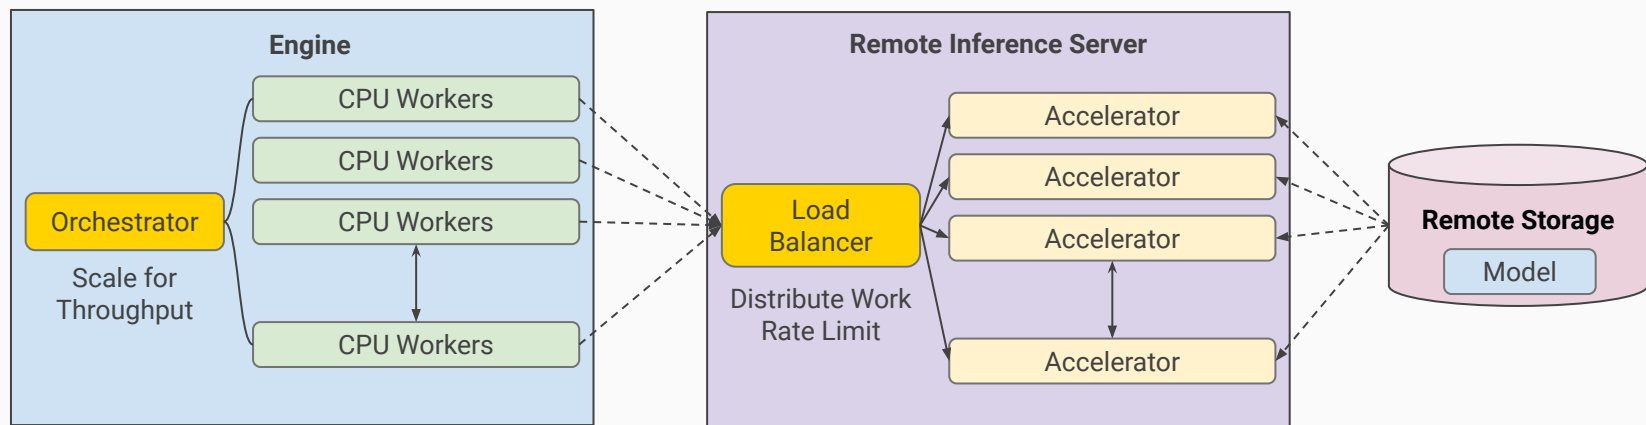 Engine
CPU Workers
CPU Workers
CPU Workers
CPU Workers
Orchestrator
Scale for
Throughput
Remote Inference Server
Load
Balancer
Distribute Work
Rate Limit
Accelerator
Accelerator
Accelerator
Accelerator
Remote Storage
Model